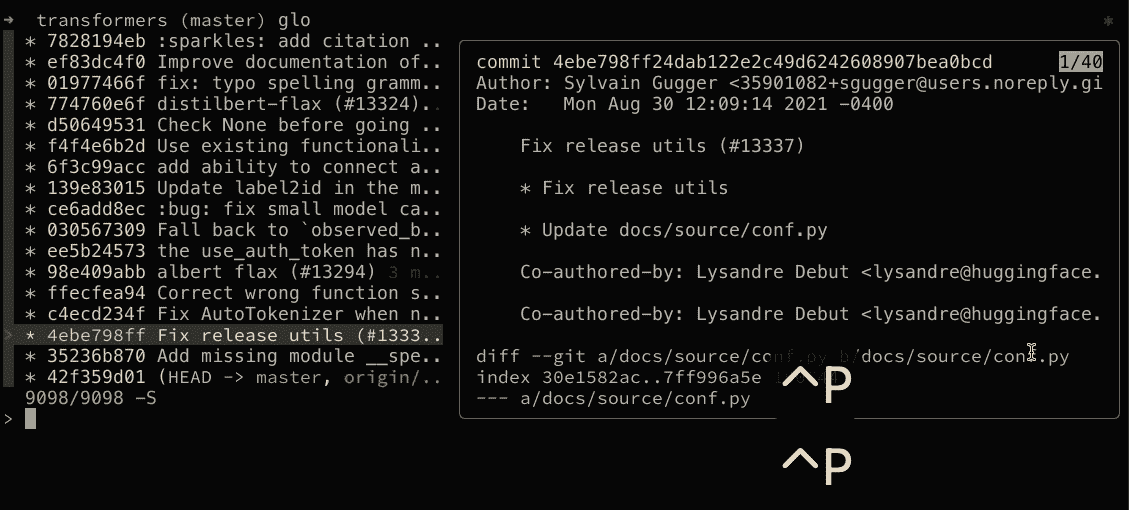 ➜ transformers (master) glo
* 7828194eb :sparkles: add citation ..
* ef83dc4f0 Improve documentation of..
* 01977466f fix: typo spelling gramm..
* 774760e6f distilbert-flax (#13324)..
* d50649531 Check None before going ..
* f4f4e6b2d Use existing functionali..
* 6f3c99acc add ability to connect a..
* 139e83015 Update label2id in the m..
* ce6add8ec :bug: fix small model ca..
* 030567309 Fall back to `observed_b..
* ee5b24573 the use_auth_token has n..
* 98e409abb albert flax (#13294) 3 m..
* ffecfea94 Correct wrong function s..
* c4ecd234f Fix AutoTokenizer when n..
> * 4ebe798ff Fix release utils (#1333..
* 35236b870 Add missing module __spe..
* 42f359d01 (HEAD -> master, origin/..
9098/9098 -S
>
commit 4ebe798ff24dab122e2c49d6242608907bea0bcd 1/40
Author: Sylvain Gugger <35901082+sgugger@users.noreply.gi
Date: Mon Aug 30 12:09:14 2021 -0400
Fix release utils (#13337)
* Fix release utils
* Update docs/source/conf.py
Co-authored-by: Lysandre Debut <lysandre@huggingface.
Co-authored-by: Lysandre Debut <lysandre@huggingface.
diff --git a/docs/source/conf.py b/docs/source/conf.py
index 30e1582ac..7ff996a5e
--- a/docs/source/conf.py
^P
^P